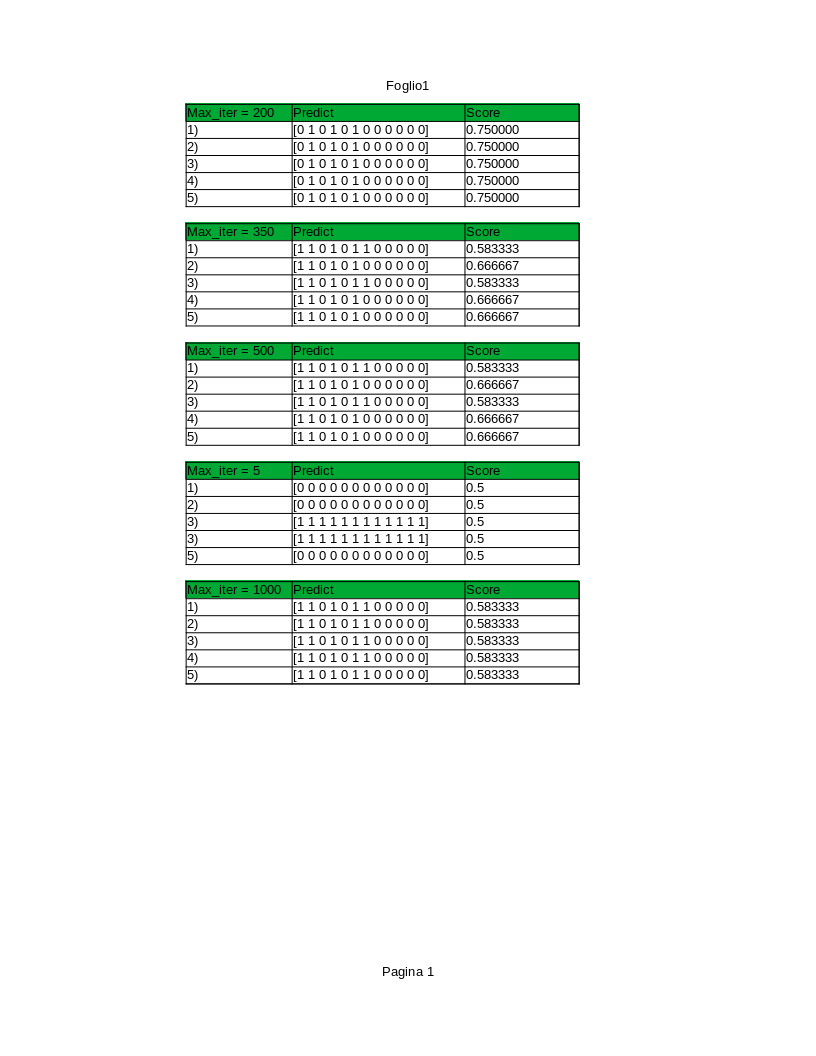 Foglio1
Max_iter = 200 Predict Score
1) [0 1 0 1 0 1 0 0 0 0 0 0] 0.750000
2) [0 1 0 1 0 1 0 0 0 0 0 0] 0.750000
3) [0 1 0 1 0 1 0 0 0 0 0 0] 0.750000
4) [0 1 0 1 0 1 0 0 0 0 0 0] 0.750000
5) [0 1 0 1 0 1 0 0 0 0 0 0] 0.750000
Max_iter = 350 Predict Score
1) [1 1 0 1 0 1 1 0 0 0 0 0] 0.583333
2) [1 1 0 1 0 1 0 0 0 0 0 0] 0.666667
3) [1 1 0 1 0 1 1 0 0 0 0 0] 0.583333
4) [1 1 0 1 0 1 0 0 0 0 0 0] 0.666667
5) [1 1 0 1 0 1 0 0 0 0 0 0] 0.666667
Max_iter = 500 Predict Score
1) [1 1 0 1 0 1 1 0 0 0 0 0] 0.583333
2) [1 1 0 1 0 1 0 0 0 0 0 0] 0.666667
3) [1 1 0 1 0 1 1 0 0 0 0 0] 0.583333
4) [1 1 0 1 0 1 0 0 0 0 0 0] 0.666667
5) [1 1 0 1 0 1 0 0 0 0 0 0] 0.666667
Max_iter = 5 Predict Score
1) [0 0 0 0 0 0 0 0 0 0 0 0] 0.5
2) [0 0 0 0 0 0 0 0 0 0 0 0] 0.5
3) [1 1 1 1 1 1 1 1 1 1 1 1] 0.5
3) [1 1 1 1 1 1 1 1 1 1 1 1] 0.5
5) [0 0 0 0 0 0 0 0 0 0 0 0] 0.5
Max_iter = 1000 Predict Score
1) [1 1 0 1 0 1 1 0 0 0 0 0] 0.583333
2) [1 1 0 1 0 1 1 0 0 0 0 0] 0.583333
3) [1 1 0 1 0 1 1 0 0 0 0 0] 0.583333
4) [1 1 0 1 0 1 1 0 0 0 0 0] 0.583333
5) [1 1 0 1 0 1 1 0 0 0 0 0] 0.583333
Pagina 1